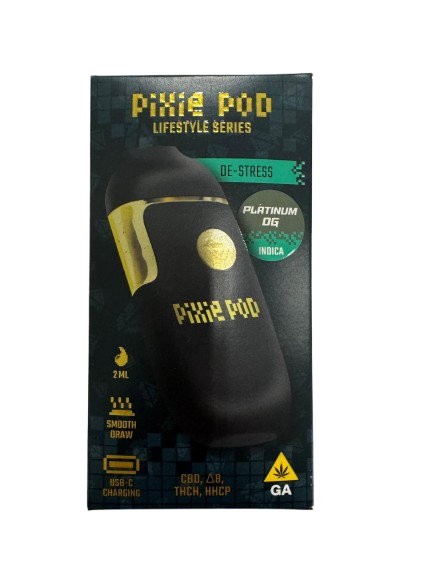 PiXie POD
LIFESTYLE SERIES
DE-STRESS
PLATINUM
OG
INDICA
PiXie POD
2 ML
SMOOTH
DRAW
USB-C
CHARGING
CBD, Δ8,
THCH, HHCP
GA